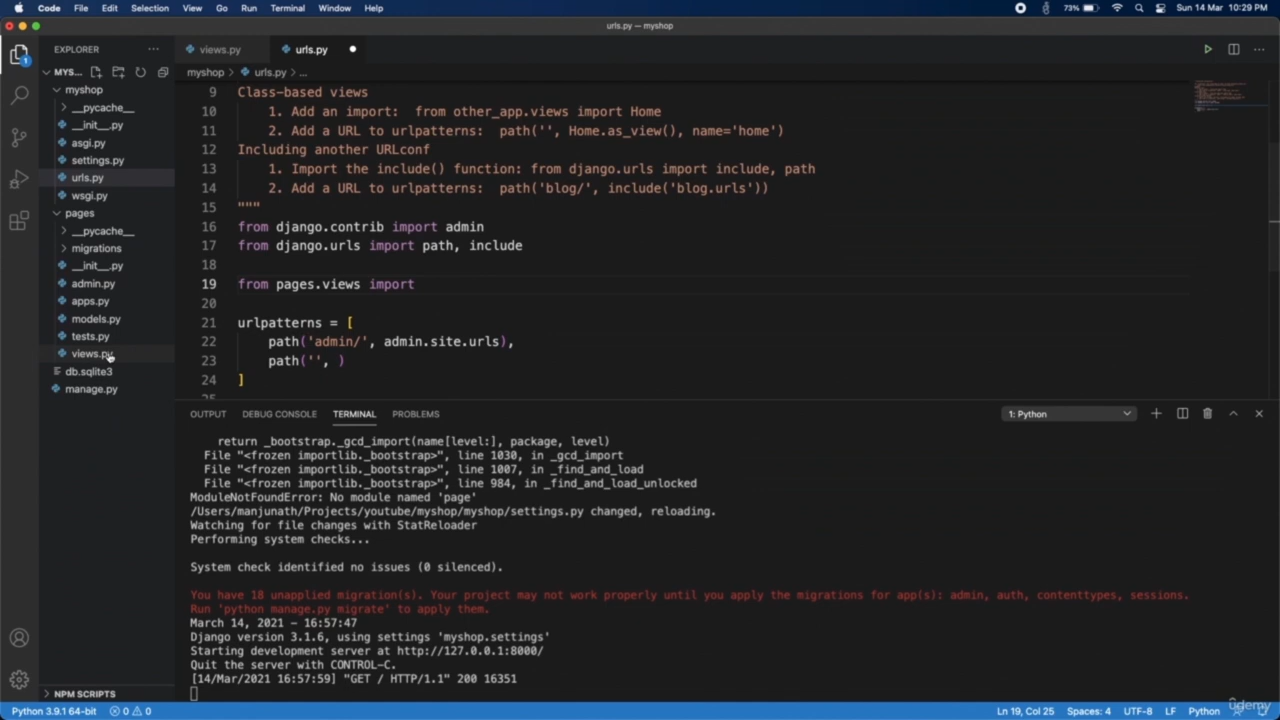 Code File Edit Selection View Go Run Terminal Window Help 73% Sun 14 Mar 10:29 PM
urls.py — myshop
EXPLORER ...
1
MYS...
myshop
__pycache__
__init__.py
asgi.py
settings.py
urls.py
wsgi.py
pages
__pycache__
migrations
__init__.py
admin.py
apps.py
models.py
tests.py
views.py
db.sqlite3
manage.py
NPM SCRIPTS
views.py urls.py
myshop > urls.py > ...
9 Class-based views
10 1. Add an import: from other_app.views import Home
11 2. Add a URL to urlpatterns: path('', Home.as_view(), name='home')
12 Including another URLconf
13 1. Import the include() function: from django.urls import include, path
14 2. Add a URL to urlpatterns: path('blog/', include('blog.urls'))
15 """
16 from django.contrib import admin
17 from django.urls import path, include
18
19 from pages.views import
20
21 urlpatterns = [
22 path('admin/', admin.site.urls),
23 path('', )
24 ]
25
OUTPUT DEBUG CONSOLE TERMINAL PROBLEMS 1: Python
return _bootstrap._gcd_import(name[level:], package, level)
File "<frozen importlib._bootstrap>", line 1030, in _gcd_import
File "<frozen importlib._bootstrap>", line 1007, in _find_and_load
File "<frozen importlib._bootstrap>", line 984, in _find_and_load_unlocked
ModuleNotFoundError: No module named 'page'
/Users/manjunath/Projects/youtube/myshop/myshop/settings.py changed, reloading.
Watching for file changes with StatReloader
Performing system checks...
System check identified no issues (0 silenced).
You have 18 unapplied migration(s). Your project may not work properly until you apply the migrations for app(s): admin, auth, contenttypes, sessions.
Run 'python manage.py migrate' to apply them.
March 14, 2021 - 16:57:47
Django version 3.1.6, using settings 'myshop.settings'
Starting development server at http://127.0.0.1:8000/
Quit the server with CONTROL-C.
[14/Mar/2021 16:57:59] "GET / HTTP/1.1" 200 16351
Python 3.9.1 64-bit 0 0 Ln 19, Col 25 Spaces: 4 UTF-8 LF Python
udemy